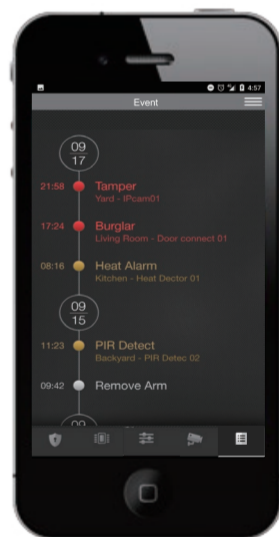 4:57
Event
09
17
21:58 Tamper
Yard - IPcam01
17:24 Burglar
Living Room - Door connect 01
08:16 Heat Alarm
Kitchen - Heat Dector 01
09
15
11:23 PIR Detect
Backyard - PIR Detec 02
09:42 Remove Arm
09